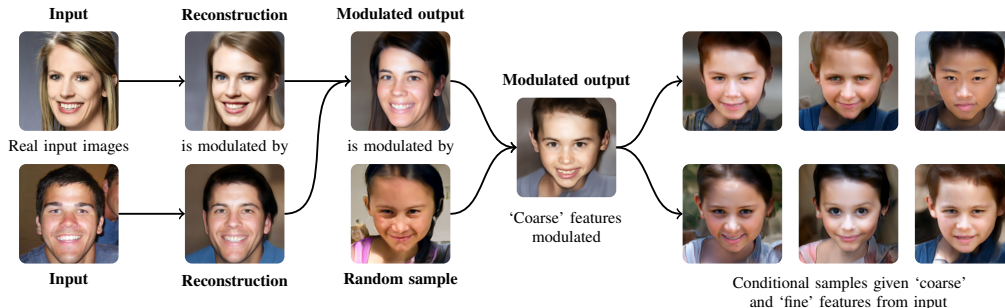 Input
Reconstruction
Modulated output
Modulated output
Real input images
is modulated by
is modulated by
‘Coarse’ features
modulated
Input
Reconstruction
Random sample
Conditional samples given ‘coarse’
and ‘fine’ features from input